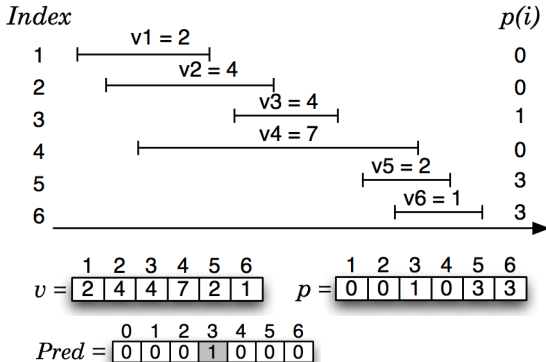 Index p(i)
v1 = 2
1 0
v2 = 4
2 0
v3 = 4
3 1
v4 = 7
4 0
v5 = 2
5 3
v6 = 1
6 3
1 2 3 4 5 6
v = 2 4 4 7 2 1
1 2 3 4 5 6
p = 0 0 1 0 3 3
0 1 2 3 4 5 6
Pred = 0 0 0 1 0 0 0